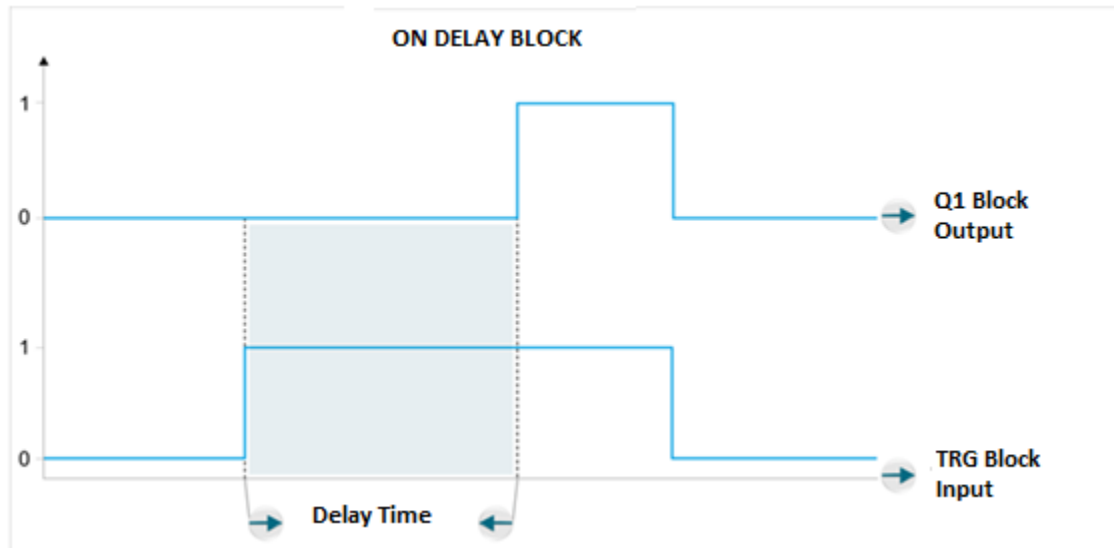 ON DELAY BLOCK
1
0
Q1 Block
Output
1
0
TRG Block
Input
Delay Time